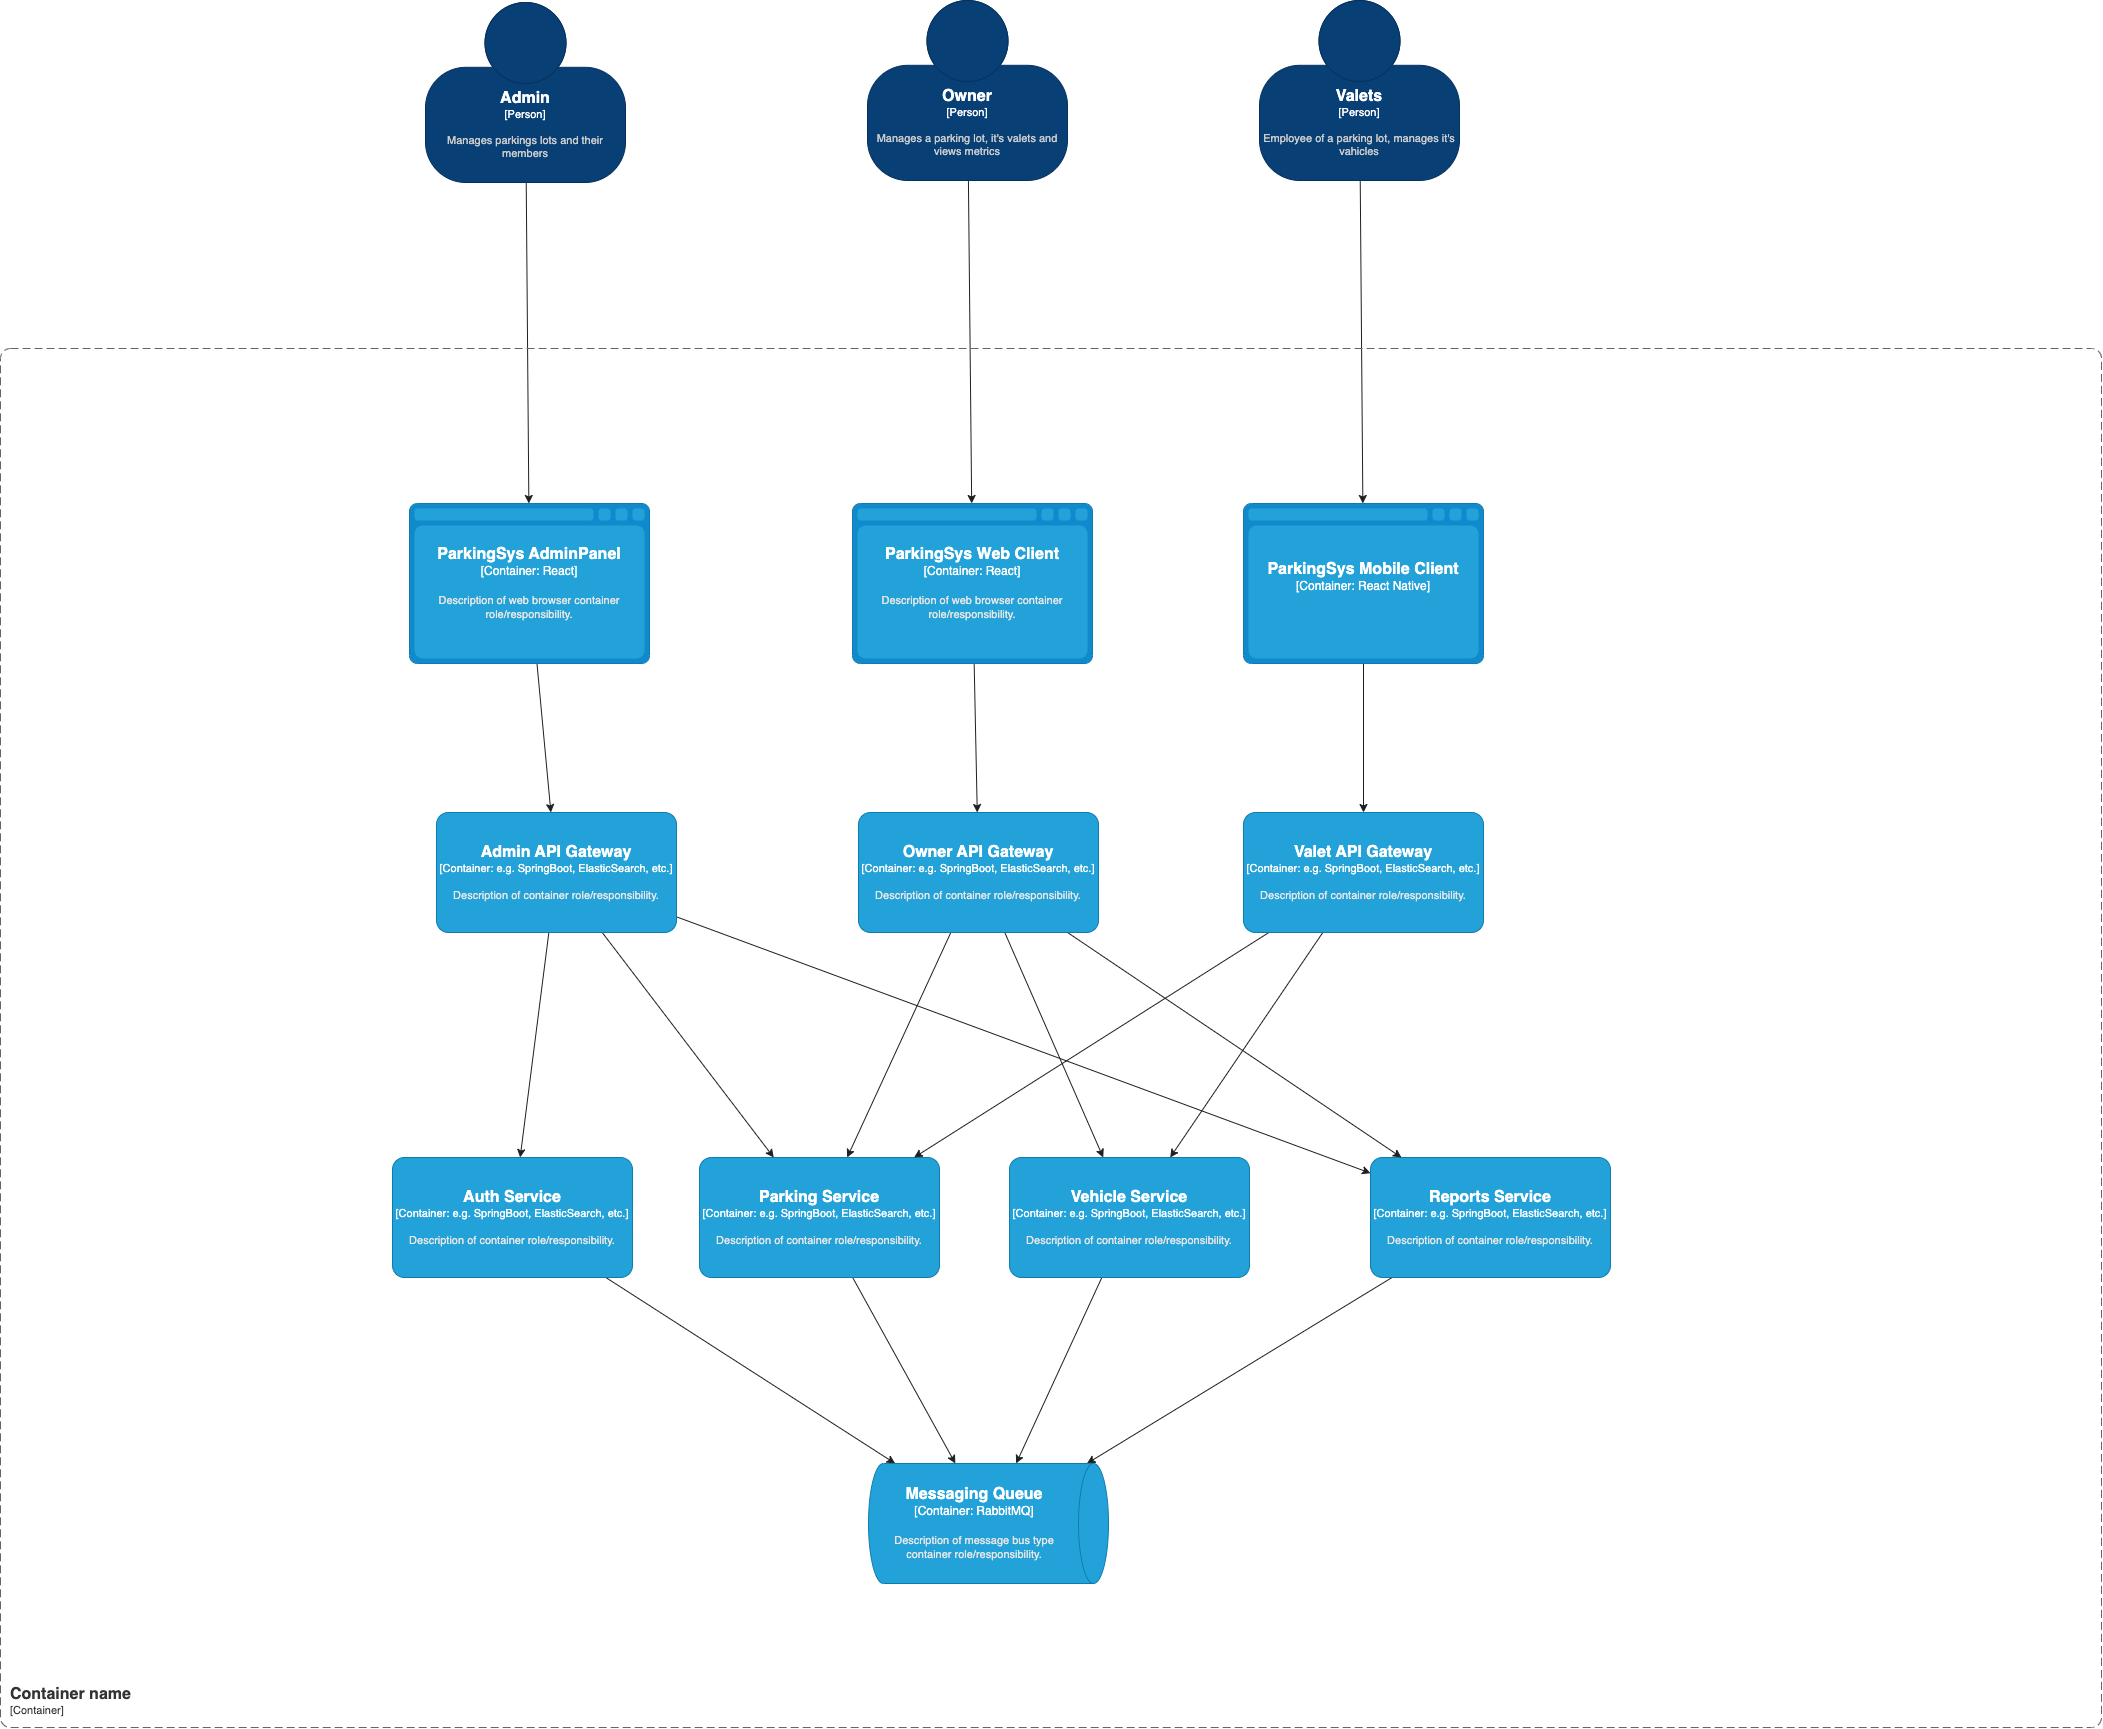 Admin
[Person]
Manages parkings lots and their
members
Owner
[Person]
Manages a parking lot, it's valets and
views metrics
Valets
[Person]
Employee of a parking lot, manages it's
vahicles
ParkingSys AdminPanel
[Container: React]
Description of web browser container
role/responsibility.
ParkingSys Web Client
[Container: React]
Description of web browser container
role/responsibility.
ParkingSys Mobile Client
[Container: React Native]
Admin API Gateway
[Container: e.g. SpringBoot, ElasticSearch, etc.]
Description of container role/responsibility.
Owner API Gateway
[Container: e.g. SpringBoot, ElasticSearch, etc.]
Description of container role/responsibility.
Valet API Gateway
[Container: e.g. SpringBoot, ElasticSearch, etc.]
Description of container role/responsibility.
Auth Service
[Container: e.g. SpringBoot, ElasticSearch, etc.]
Description of container role/responsibility.
Parking Service
[Container: e.g. SpringBoot, ElasticSearch, etc.]
Description of container role/responsibility.
Vehicle Service
[Container: e.g. SpringBoot, ElasticSearch, etc.]
Description of container role/responsibility.
Reports Service
[Container: e.g. SpringBoot, ElasticSearch, etc.]
Description of container role/responsibility.
Messaging Queue
[Container: RabbitMQ]
Description of message bus type
container role/responsibility.
Container name
[Container]